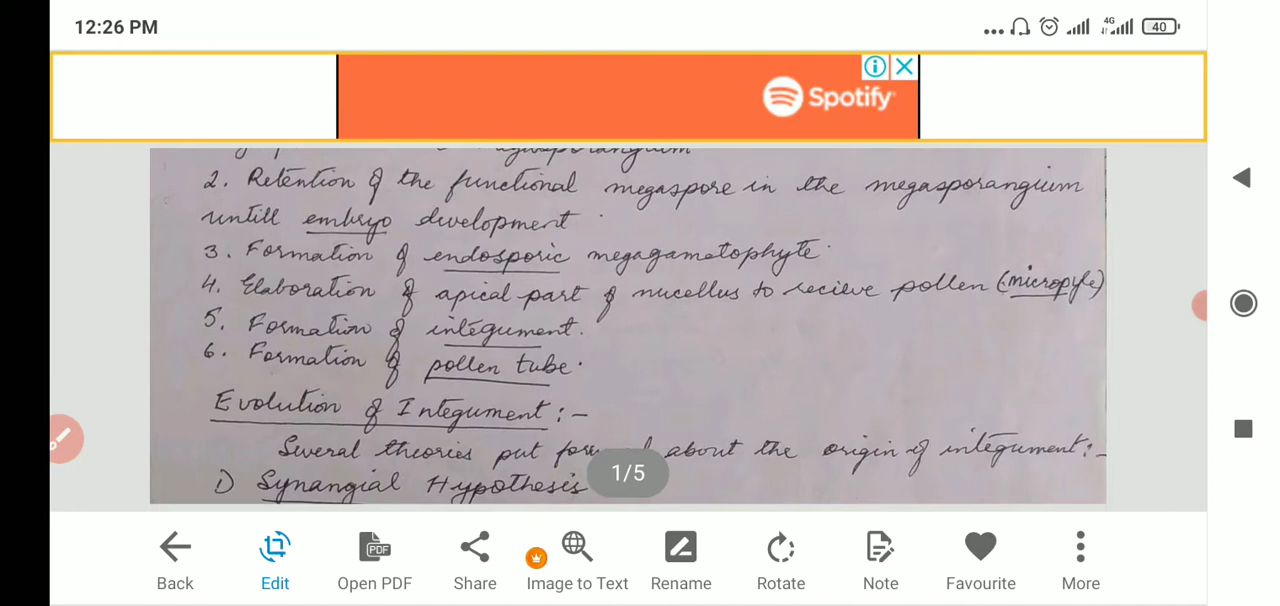 12:26 PM
4G
40
Spotify
2. Retention of the functional megaspore in the megasporangium
untill embryo development
3. Formation of endosporic megagametophyte.
4. Elaboration of apical part of nucellus to recieve pollen (micropyle)
5. Formation of integument.
6. Formation of pollen tube.
Evolution of Integument :-
Several theories put about the origin of integument :-
1) Synangial Hypothesis
1/5
Back
Edit
PDF
Open PDF
Share
Image to Text
Rename
Rotate
Note
Favourite
More